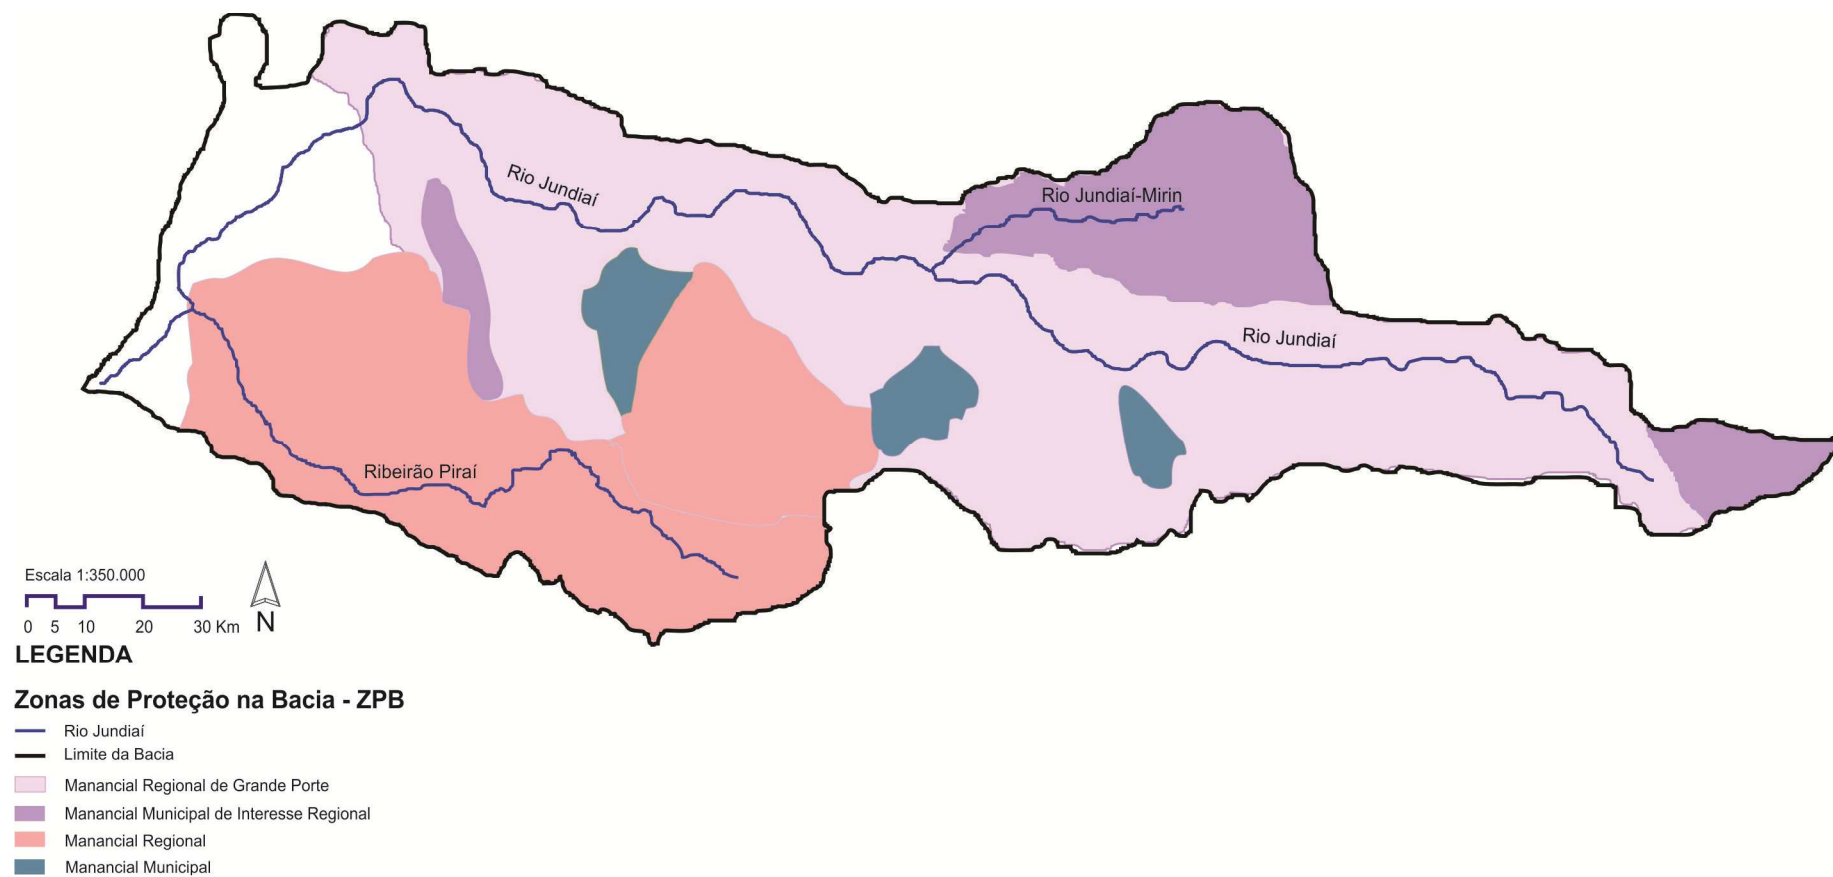 Rio Jundiaí
Rio Jundiaí-Mirin
Rio Jundiaí
Ribeirão Piraí
Escala 1:350.000
0 5 10 20 30 Km
N
LEGENDA
Zonas de Proteção na Bacia - ZPB
Rio Jundiaí
Limite da Bacia
Manancial Regional de Grande Porte
Manancial Municipal de Interesse Regional
Manancial Regional
Manancial Municipal